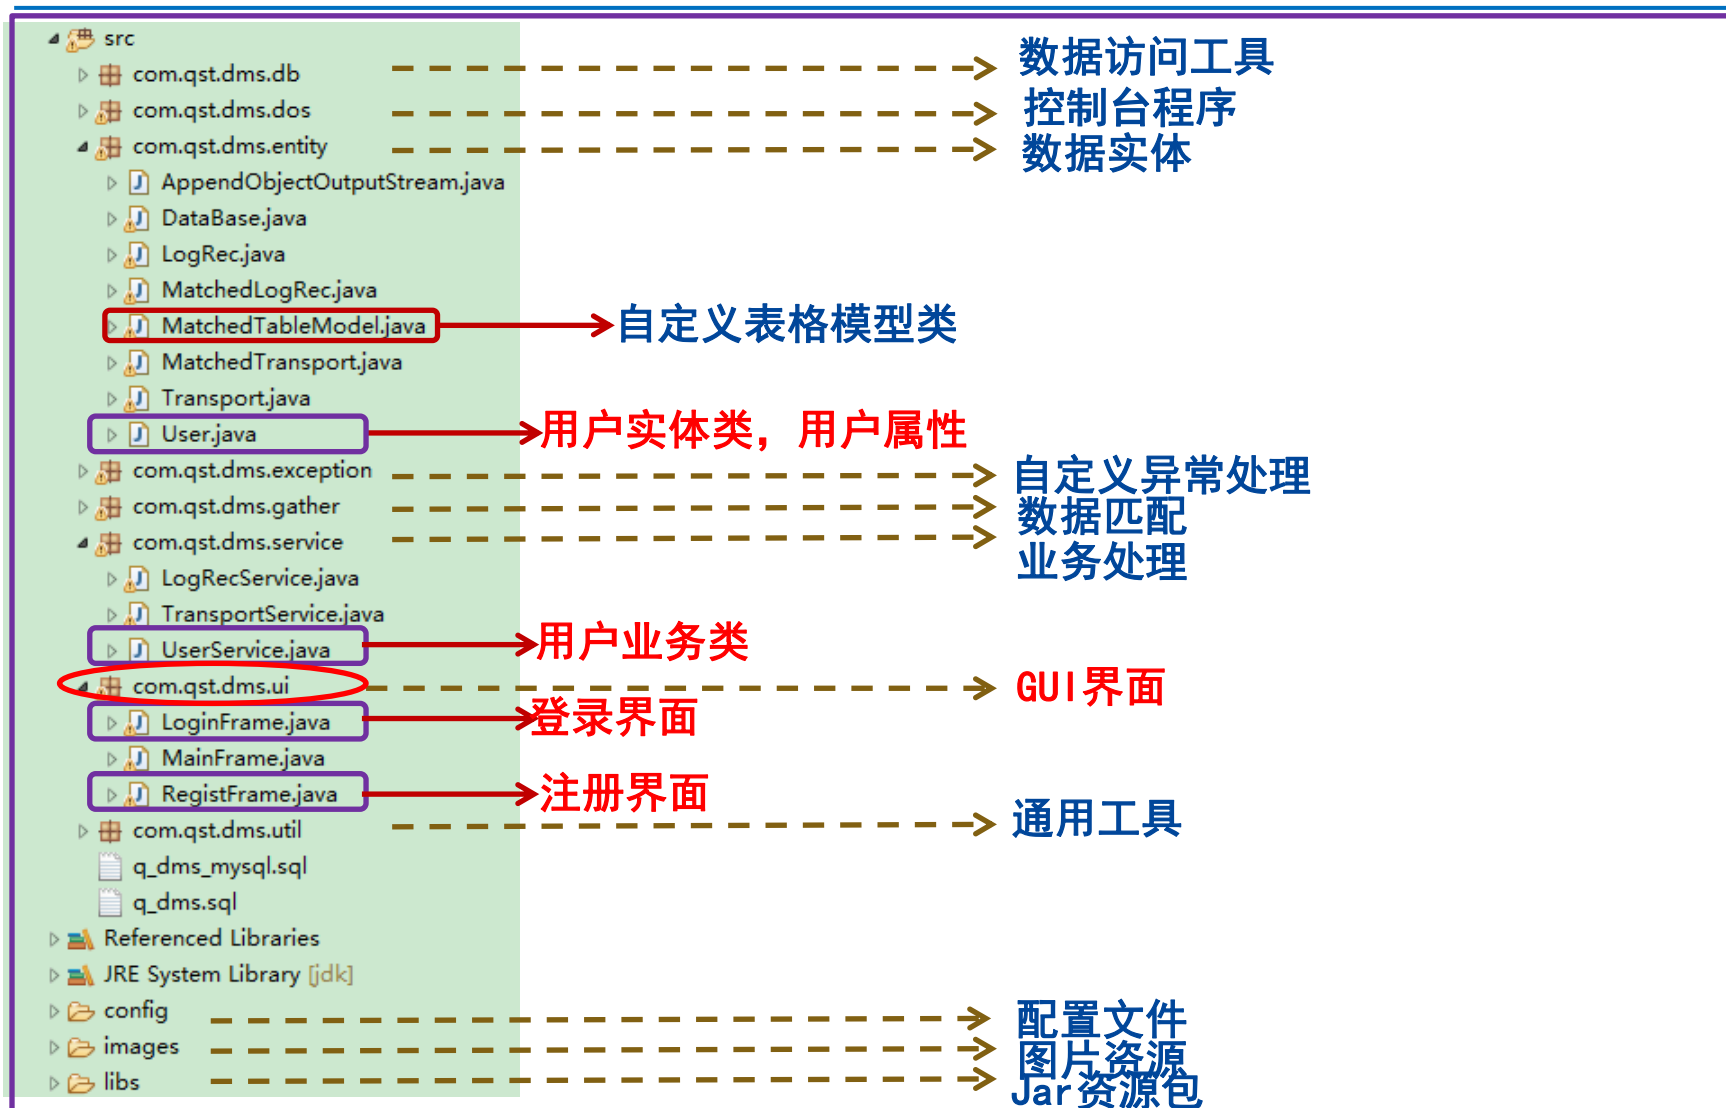 src
com.qst.dms.db 数据访问工具
com.qst.dms.dos 控制台程序
com.qst.dms.entity 数据实体
AppendObjectOutputStream.java
DataBase.java
LogRec.java
MatchedLogRec.java
MatchedTableModel.java 自定义表格模型类
MatchedTransport.java
Transport.java
User.java 用户实体类，用户属性
com.qst.dms.exception 自定义异常处理
com.qst.dms.gather 数据匹配
com.qst.dms.service 业务处理
LogRecService.java
TransportService.java
UserService.java 用户业务类
com.qst.dms.ui GUI界面
LoginFrame.java 登录界面
MainFrame.java
RegistFrame.java 注册界面
com.qst.dms.util 通用工具
q_dms_mysql.sql
q_dms.sql
Referenced Libraries
JRE System Library [jdk]
config 配置文件
images 图片资源
libs Jar资源包